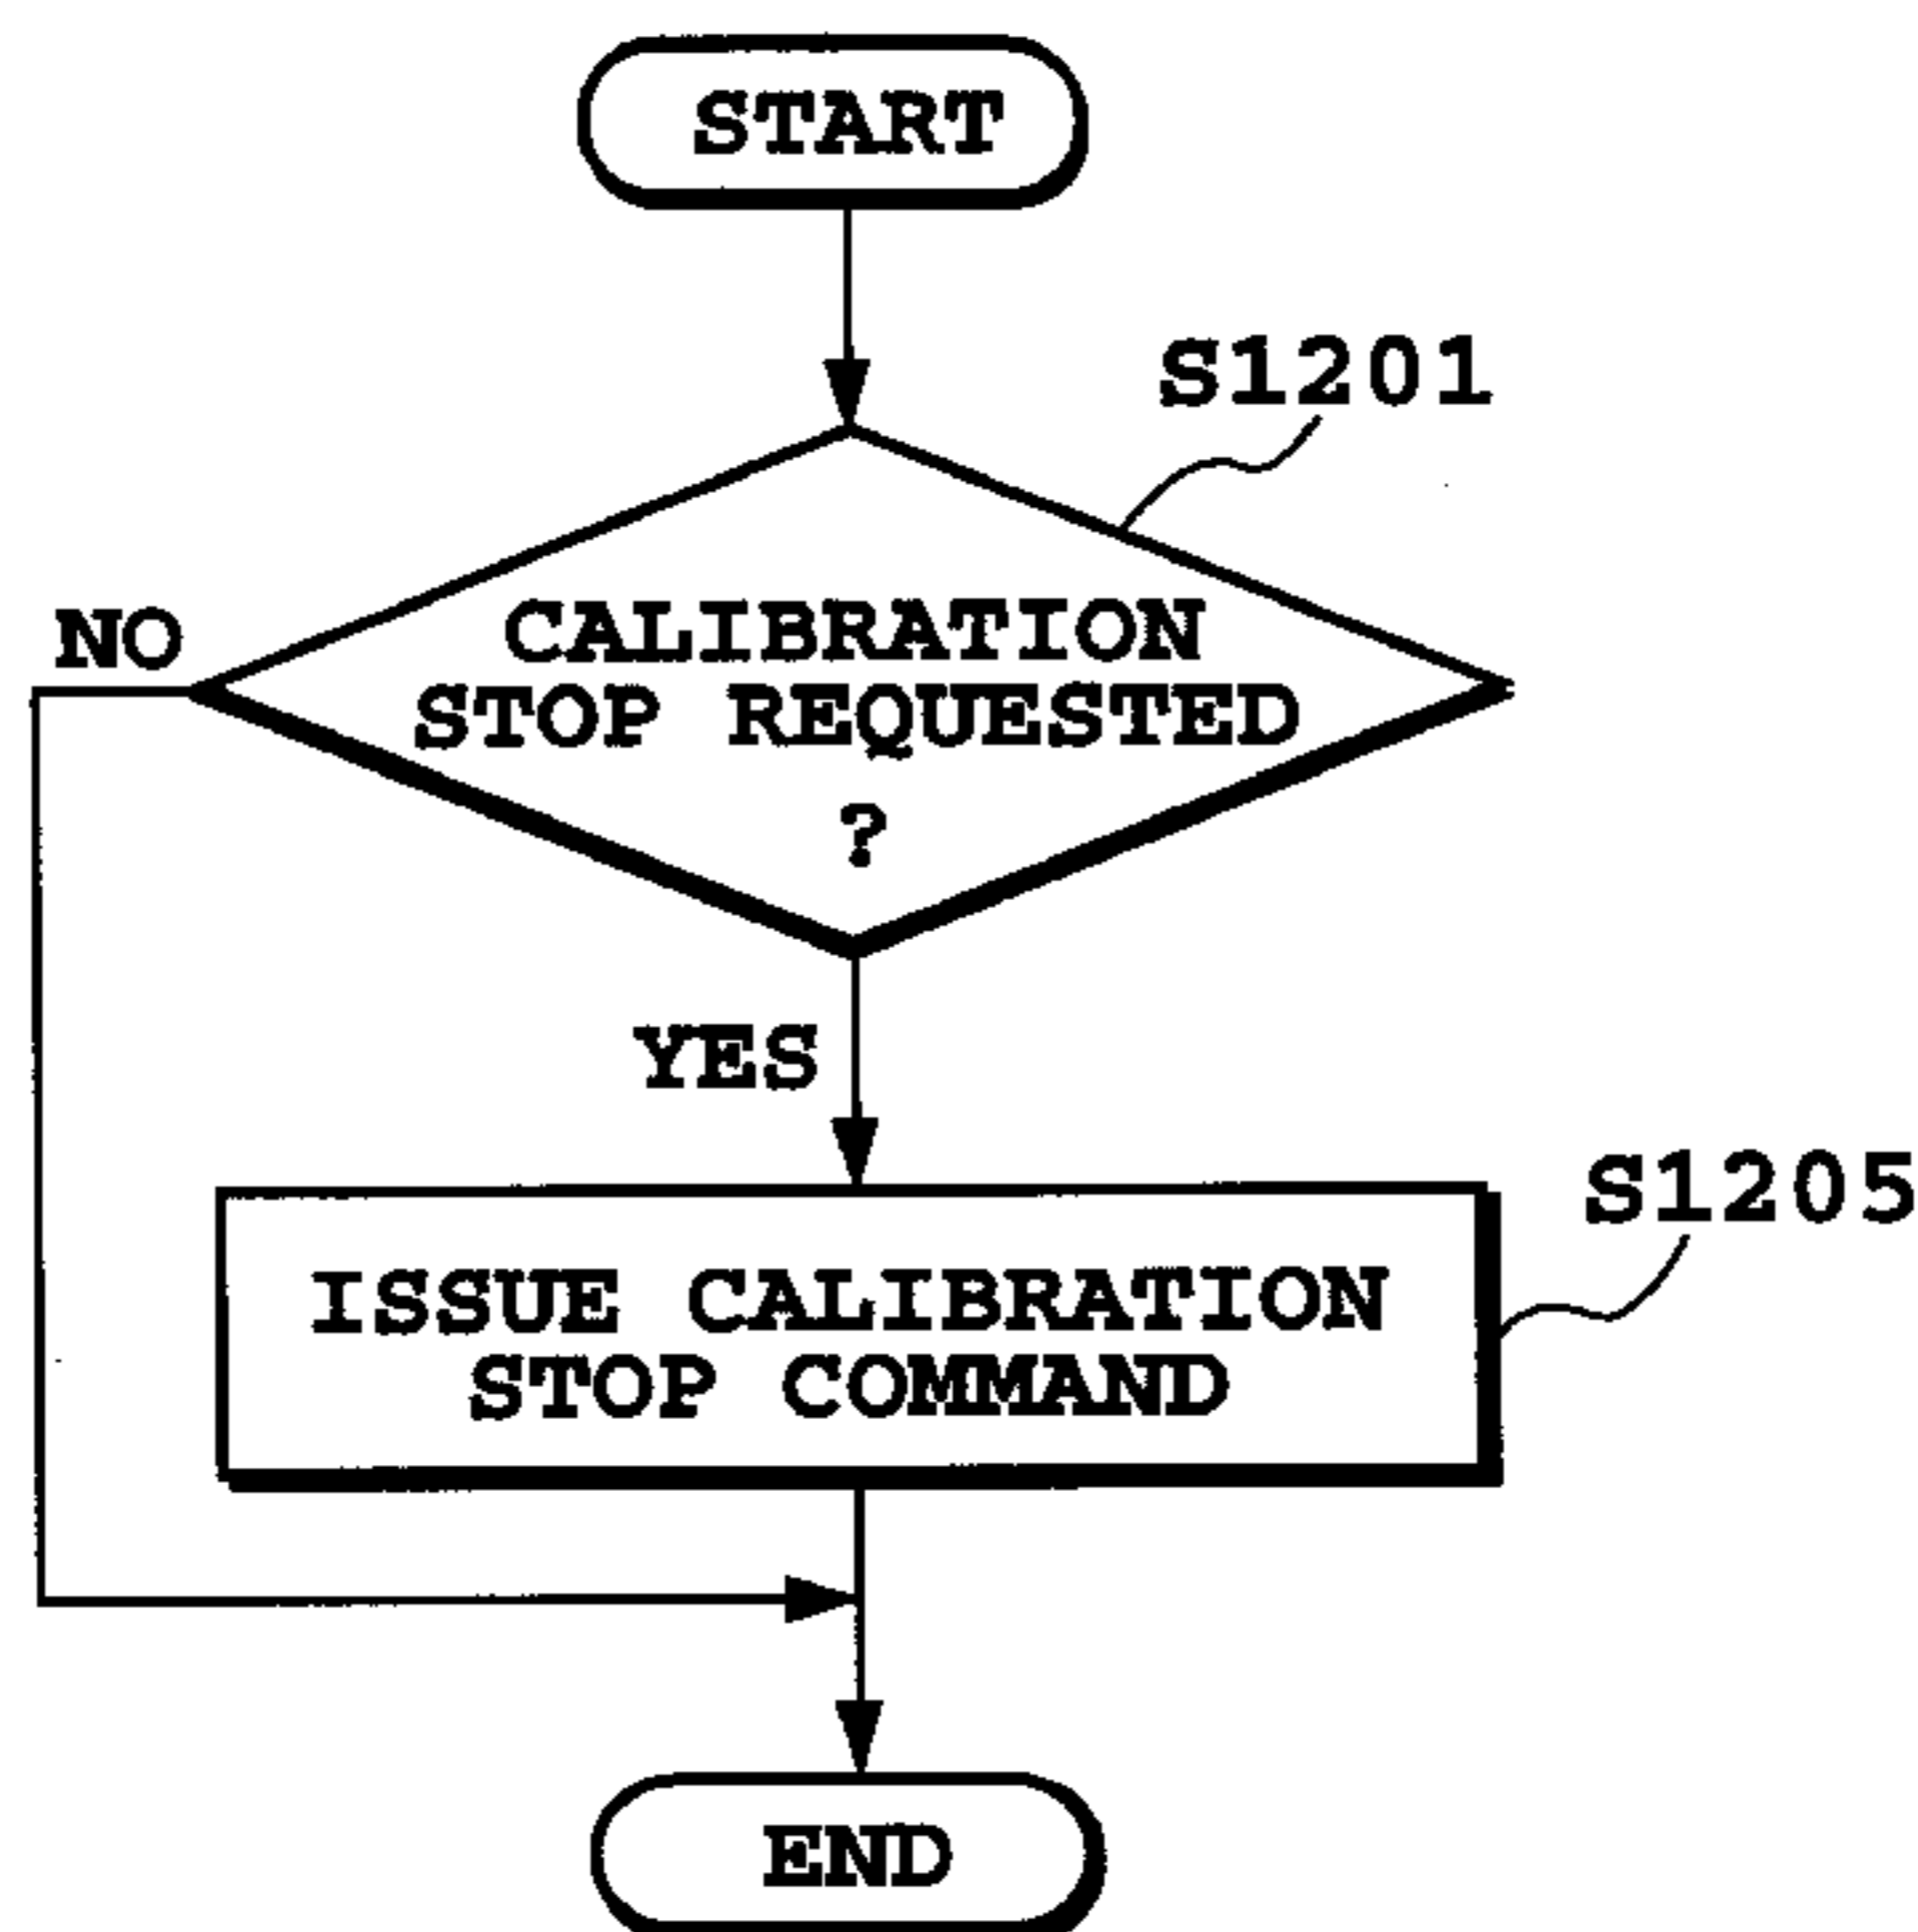 START
S1201
NO
CALIBRATION
STOP REQUESTED
?
YES
S1205
ISSUE CALIBRATION
STOP COMMAND
END